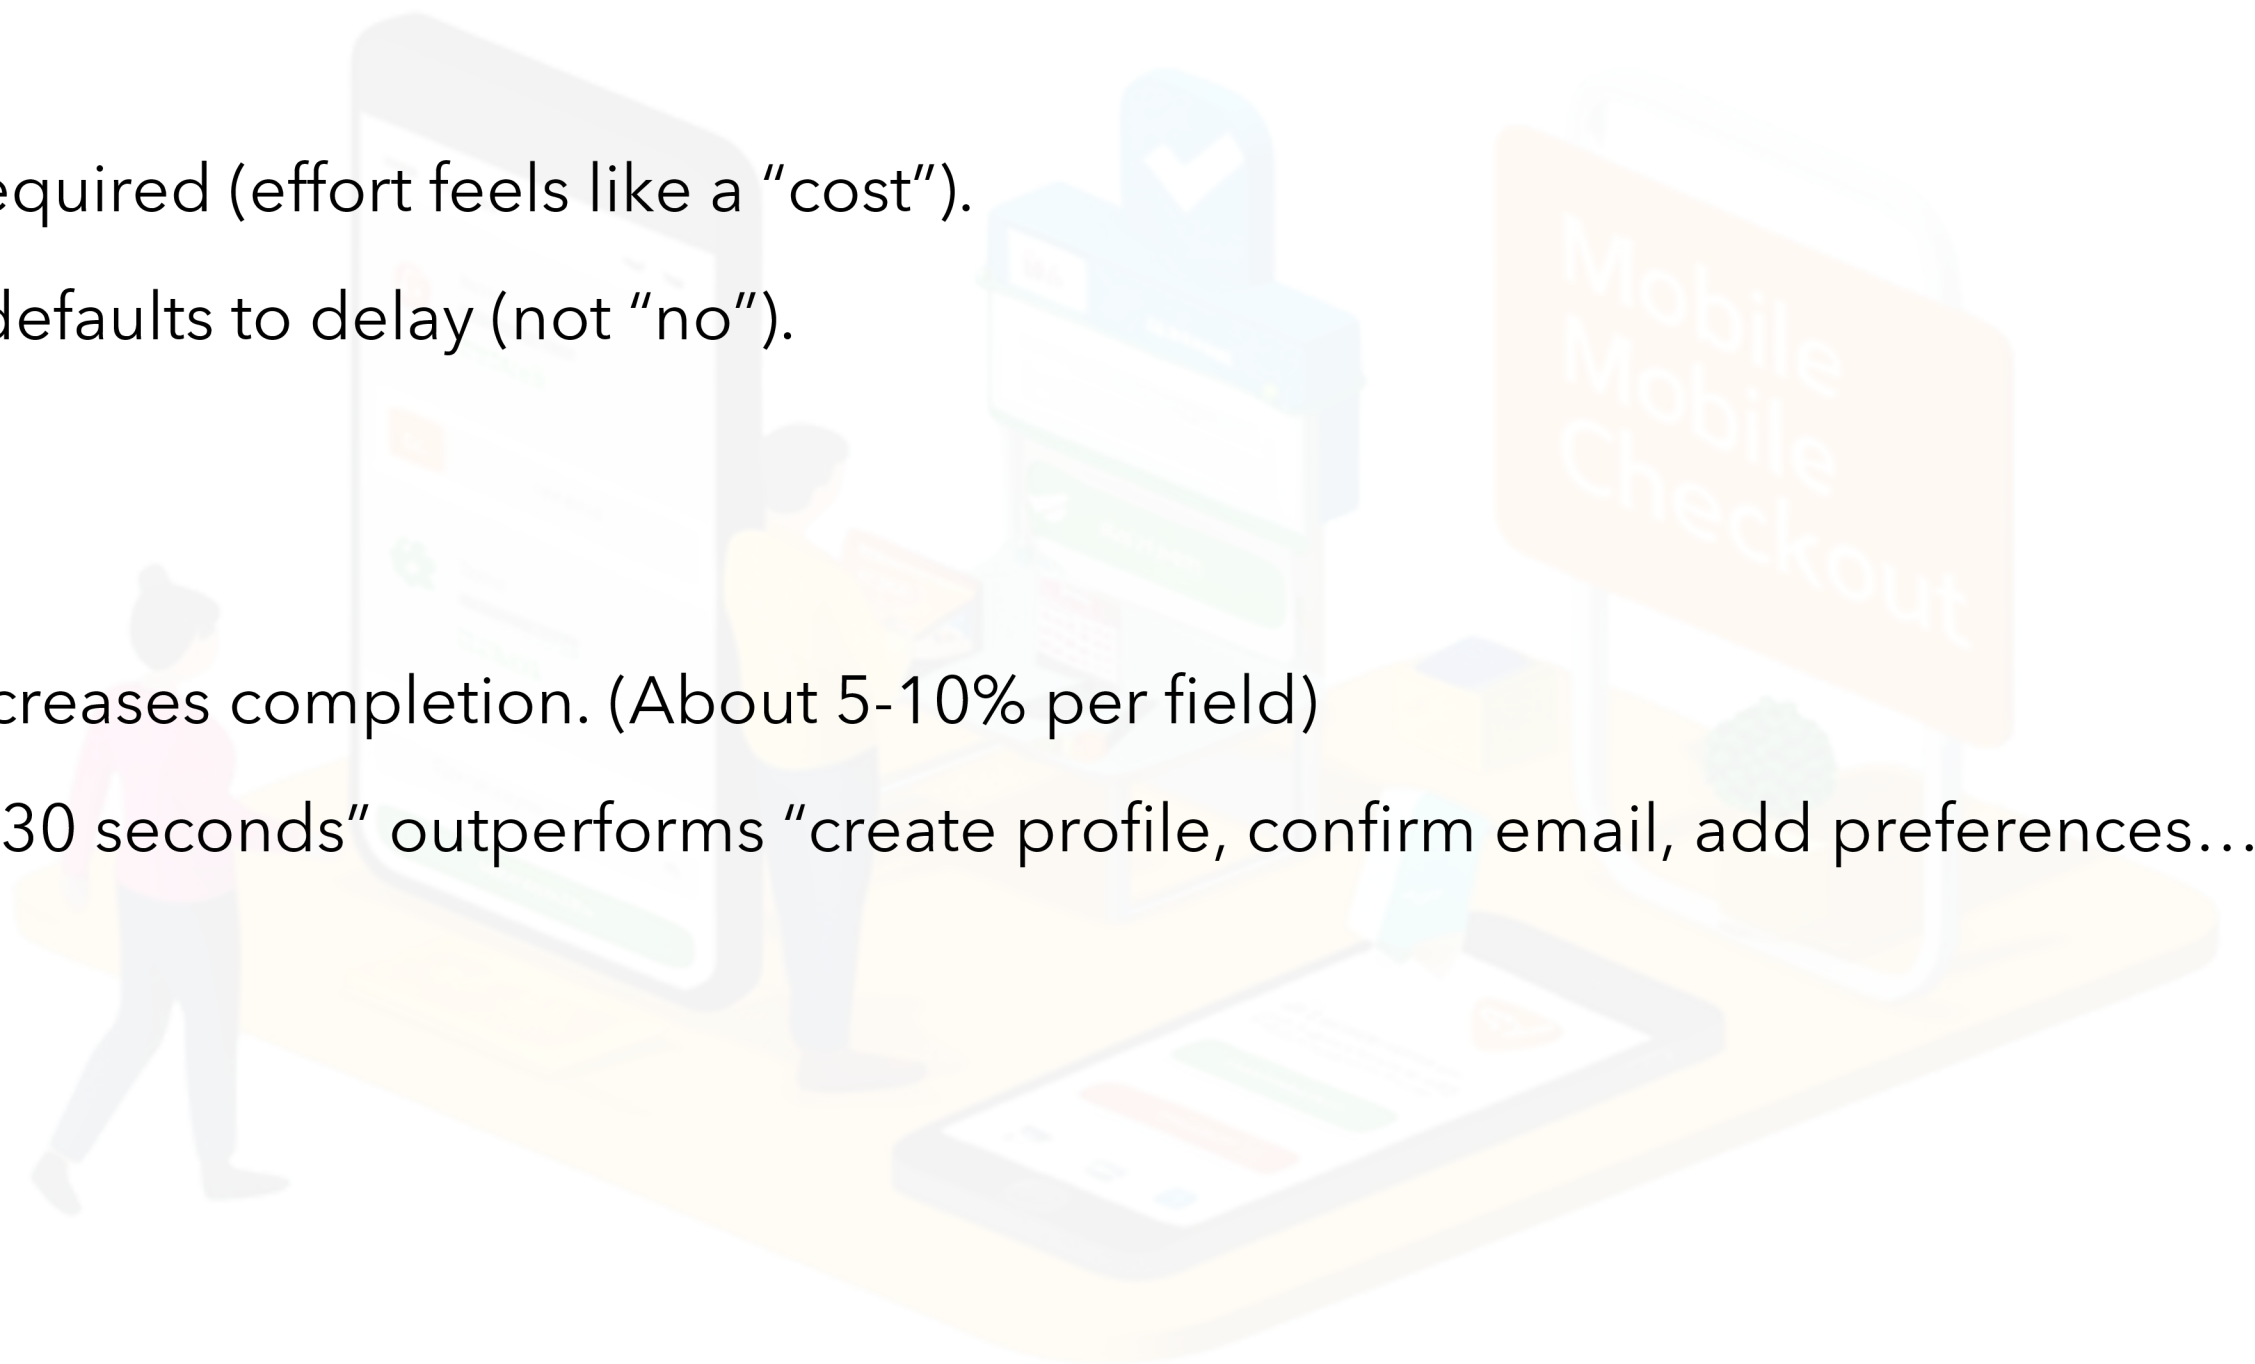 equired (effort feels like a “cost”).
defaults to delay (not “no”).
creases completion. (About 5-10% per field)
30 seconds” outperforms “create profile, confirm email, add preferences…
Mobile
Mobile
Checkout